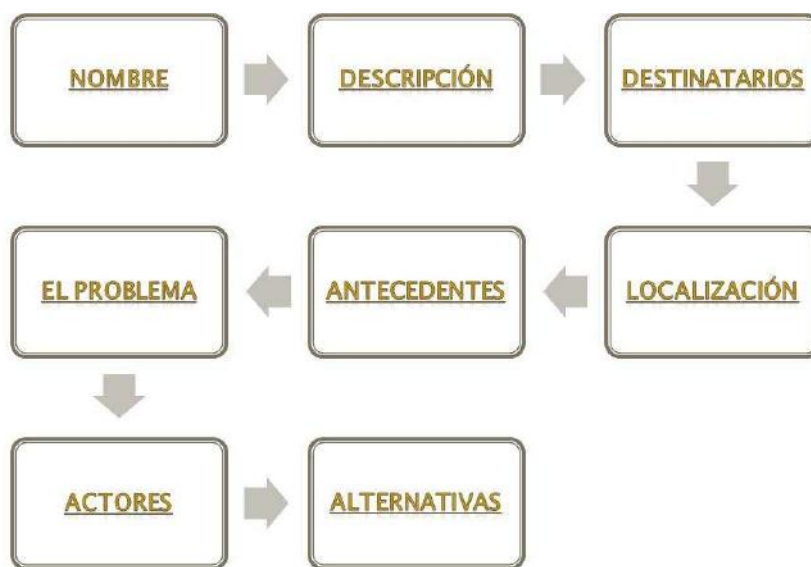 NOMBRE
DESCRIPCIÓN
DESTINATARIOS
LOCALIZACIÓN
ANTECEDENTES
EL PROBLEMA
ACTORES
ALTERNATIVAS